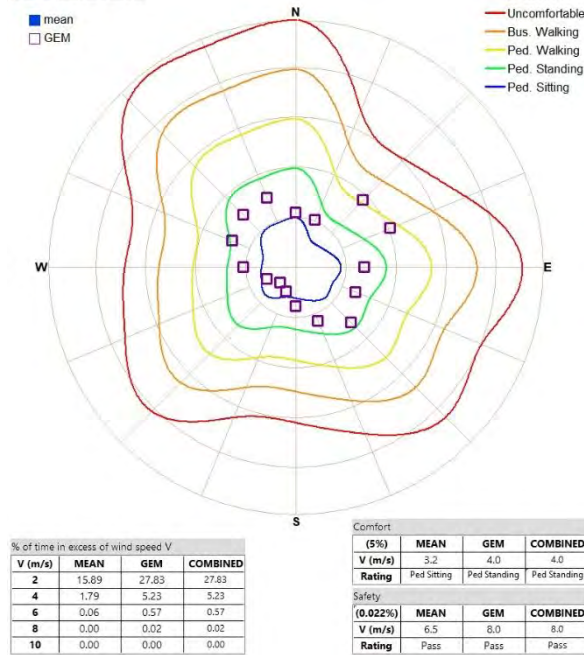 N
mean
GEM
Uncomfortable
Bus. Walking
Ped. Walking
Ped. Standing
Ped. Sitting
W
E
S
% of time in excess of wind speed V
V (m/s) MEAN GEM COMBINED
2 15.89 27.83 27.83
4 1.79 5.23 5.23
6 0.06 0.57 0.57
8 0.00 0.02 0.02
10 0.00 0.00 0.00
Comfort
(5%) MEAN GEM COMBINED
V (m/s) 3.2 4.0 4.0
Rating Ped Sitting Ped Standing Ped Standing
Safety
(0.022%) MEAN GEM COMBINED
V (m/s) 6.5 8.0 8.0
Rating Pass Pass Pass